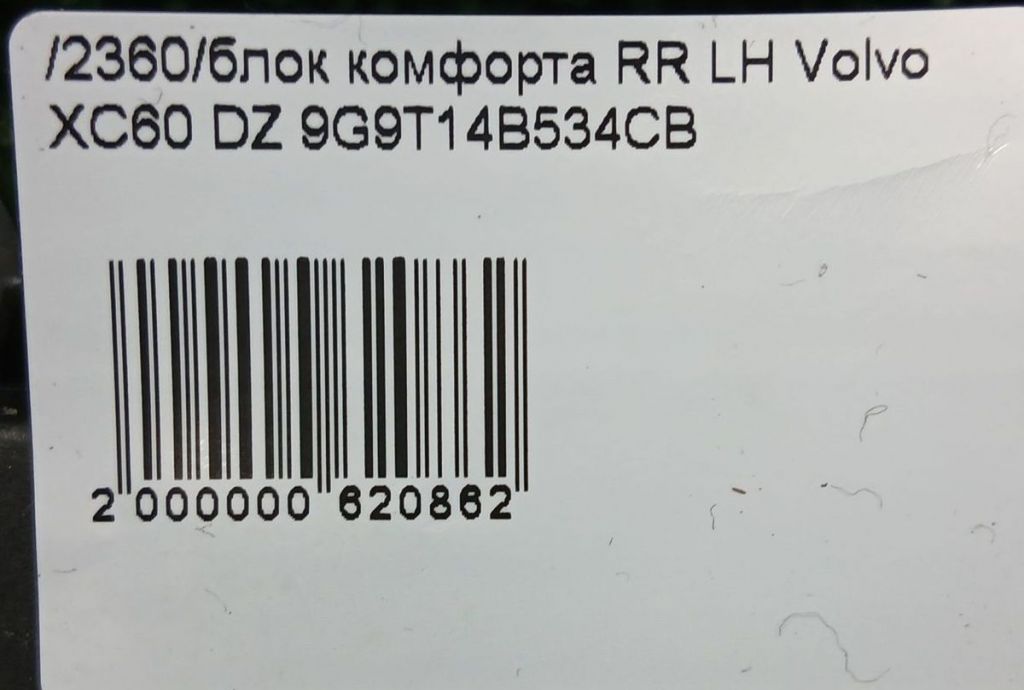 /2360/блок комфорта RR LH Volvo
XC60 DZ 9G9T14B534CB
2 000000 620862